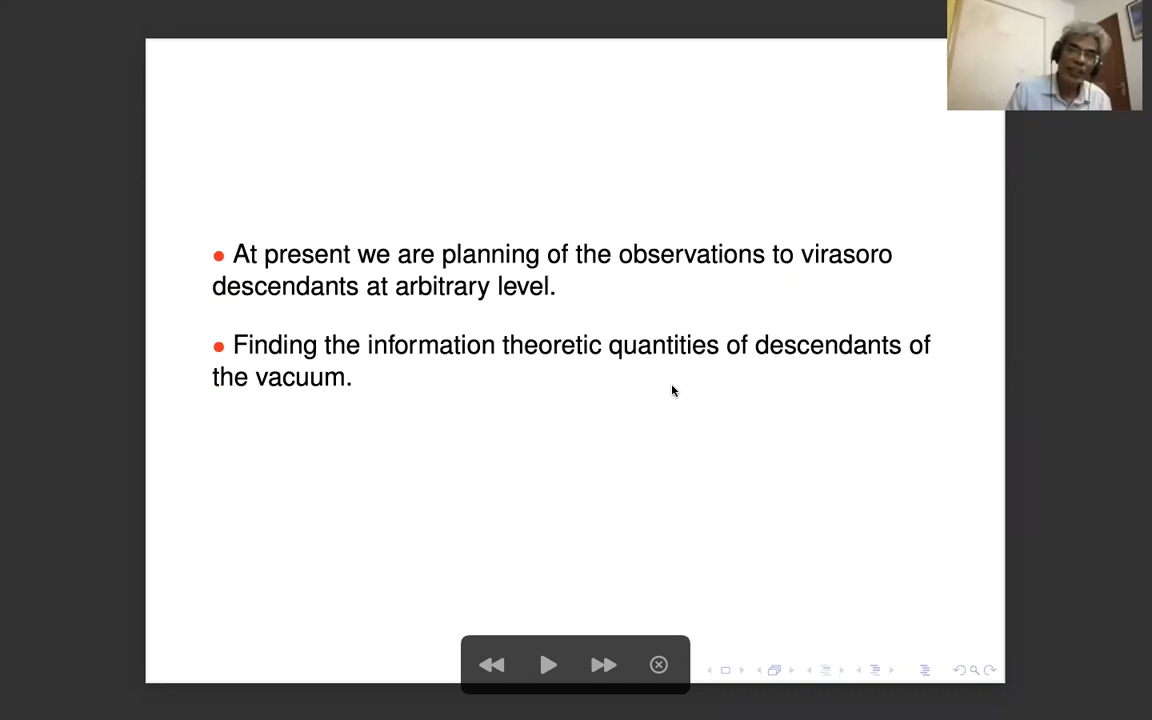 ● At present we are planning of the observations to virasoro
descendants at arbitrary level.
● Finding the information theoretic quantities of descendants of
the vacuum.